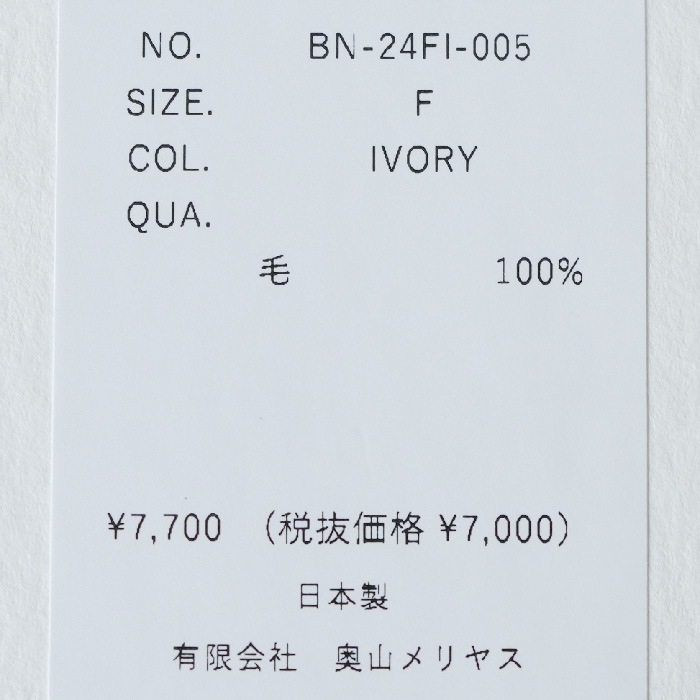 NO. BN-24FI-005
SIZE. F
COL. IVORY
QUA.
毛 100%
¥7,700 (税抜価格 ¥7,000)
日本製
有限会社 奥山メリヤス